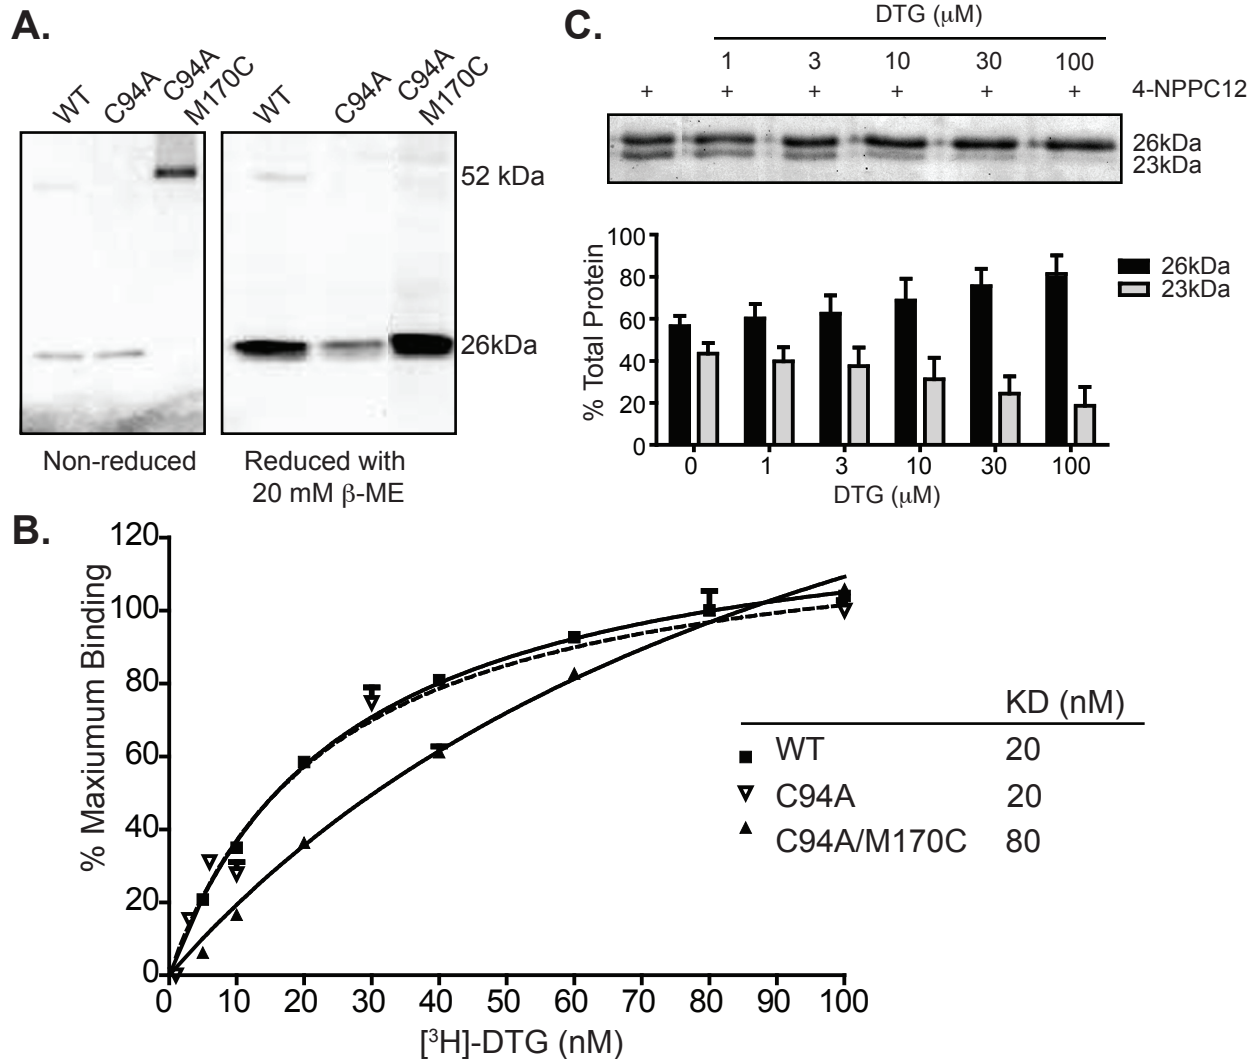 A.
WT
C94A
C94A
M170C
WT
C94A
C94A
M170C
52 kDa
26kDa
Non-reduced
Reduced with
20 mM β-ME
C.
DTG (μM)
1 3 10 30 100
+ + + + + + 4-NPPC12
26kDa
23kDa
% Total Protein
100
80
60
40
20
0
0 1 3 10 30 100
DTG (μM)
26kDa
23kDa
B.
% Maxiumum Binding
120
100
80
60
40
20
0
0 10 20 30 40 50 60 70 80 90 100
[³H]-DTG (nM)
KD (nM)
WT 20
C94A 20
C94A/M170C 80